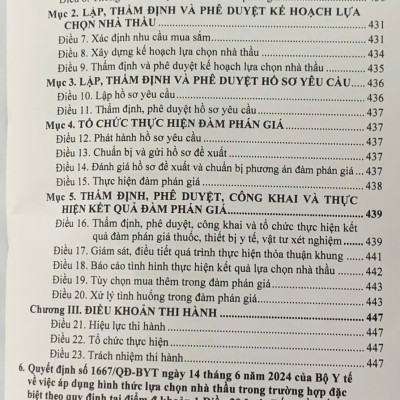 Mục 2. LẬP, THẨM ĐỊNH VÀ PHÊ DUYỆT KẾ HOẠCH LỰA
CHỌN NHÀ THẦU 431
Điều 7. Xác định nhu cầu mua sắm 431
Điều 8. Xây dựng kế hoạch lựa chọn nhà thầu 434
Điều 9. Thẩm định và phê duyệt kế hoạch lựa chọn nhà thầu 435
Mục 3. LẬP, THẨM ĐỊNH VÀ PHÊ DUYỆT HỒ SƠ YÊU CẦU 436
Điều 10. Lập hồ sơ yêu cầu 436
Điều 11. Thẩm định, phê duyệt hồ sơ yêu cầu 437
Mục 4. TỔ CHỨC THỰC HIỆN ĐÀM PHÁN GIÁ 437
Điều 12. Phát hành hồ sơ yêu cầu 437
Điều 13. Chuẩn bị và gửi hồ sơ đề xuất 437
Điều 14. Đánh giá hồ sơ đề xuất và chuẩn bị phương án đàm phán giá 437
Điều 15. Thực hiện đàm phán giá 438
Mục 5. THẨM ĐỊNH, PHÊ DUYỆT, CÔNG KHAI VÀ THỰC
HIỆN KẾT QUẢ ĐÀM PHÁN GIÁ 439
Điều 16. Thẩm định, phê duyệt, công khai và tổ chức thực hiện kết
quả đàm phán giá thuốc, thiết bị y tế, vật tư xét nghiệm 439
Điều 17. Giám sát, điều tiết quá trình thực hiện thỏa thuận khung 441
Điều 18. Báo cáo tình hình thực hiện kết quả lựa chọn nhà thầu 442
Điều 19. Tùy chọn mua thêm trong đàm phán giá 443
Điều 20. Xử lý tình huống trong đàm phán giá 443
Chương III. ĐIỀU KHOẢN THI HÀNH 447
Điều 21. Hiệu lực thi hành 447
Điều 22. Tổ chức thực hiện 447
Điều 23. Trách nhiệm thi hành 447
6. Quyết định số 1667/QĐ-BYT ngày 14 tháng 6 năm 2024 của Bộ Y tế
về việc áp dụng hình thức lựa chọn nhà thầu trong trường hợp đặc